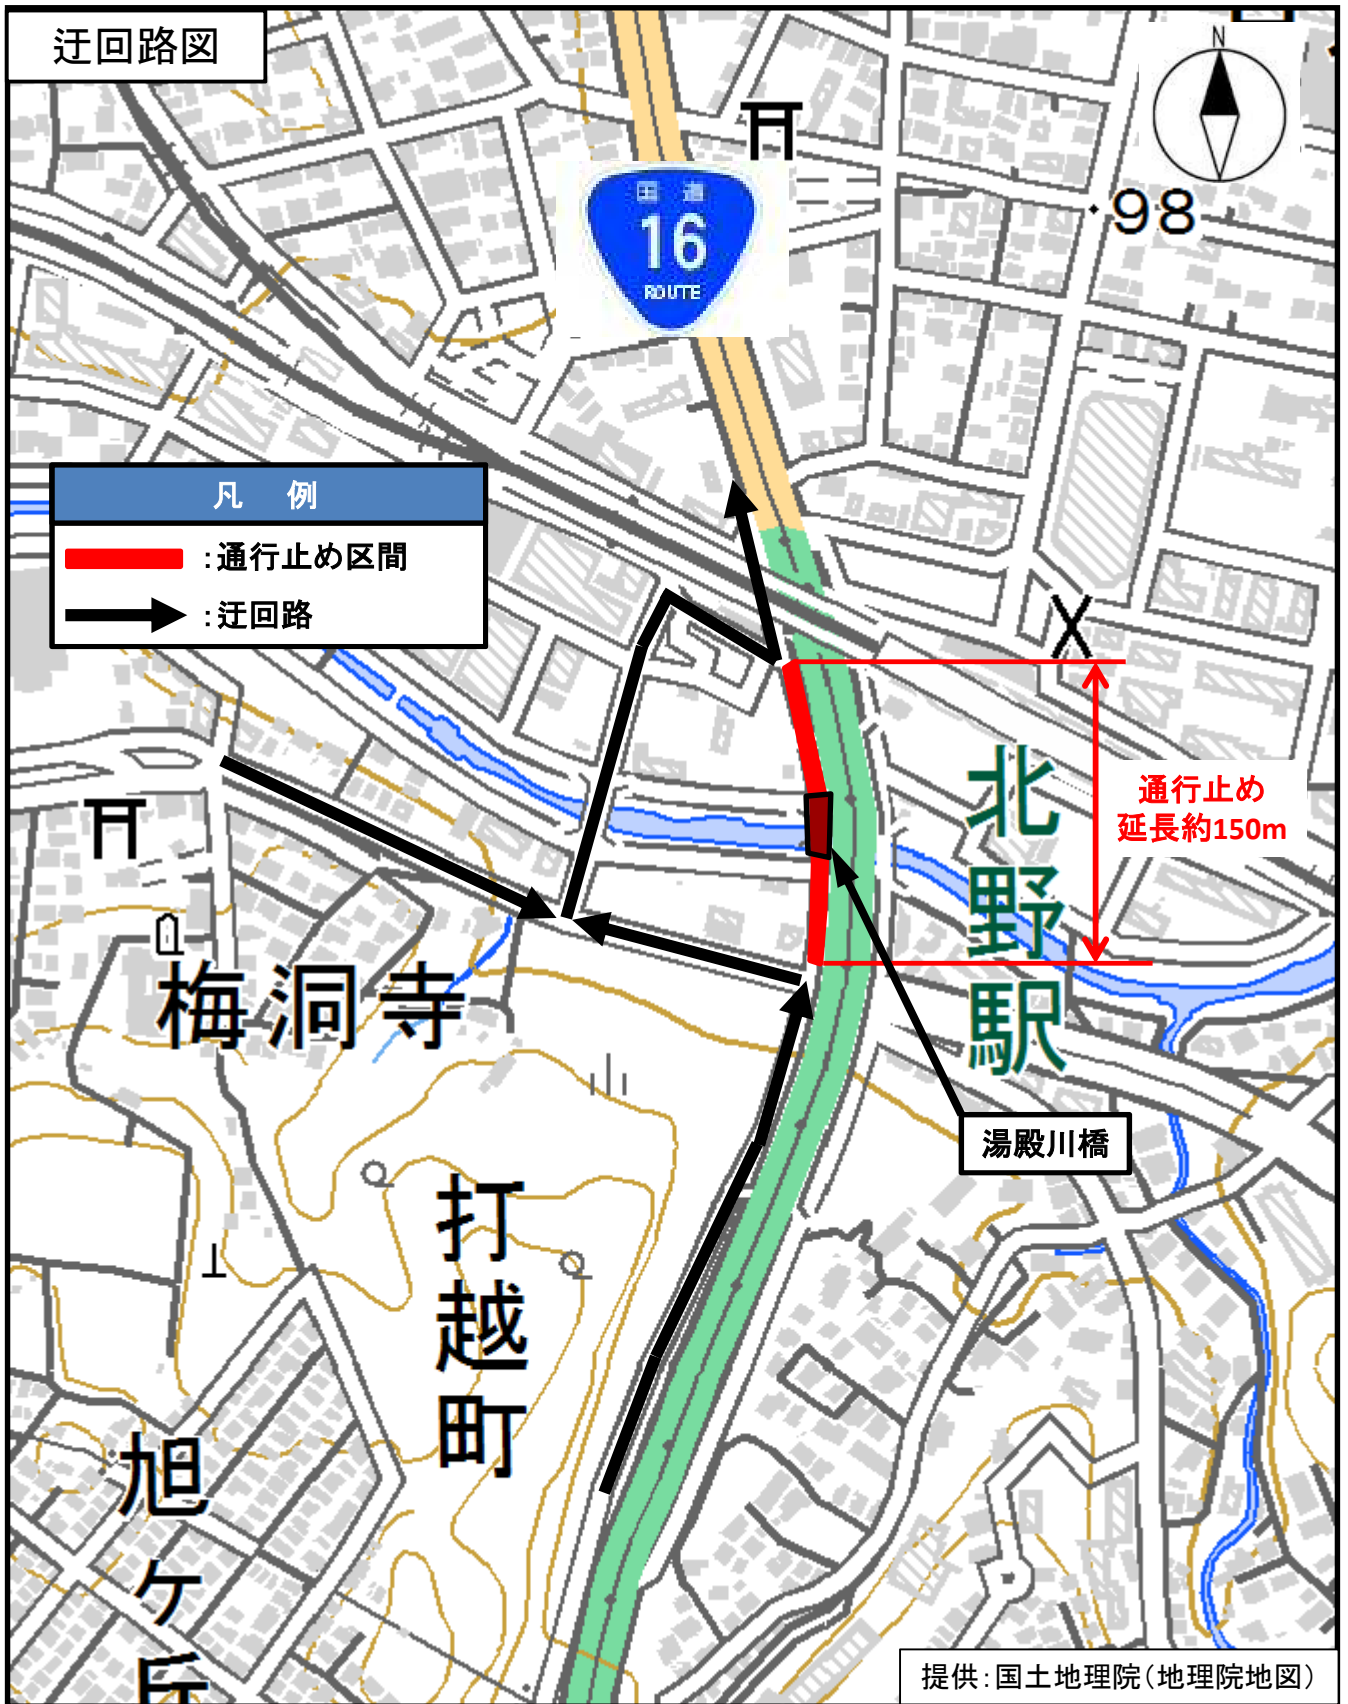 迂回路図
N
国道
16
ROUTE
98
凡 例
:通行止め区間
:迂回路
北野駅
通行止め
延長約150m
梅洞寺
湯殿川橋
打越町
旭ケ丘
提供:国土地理院(地理院地図)